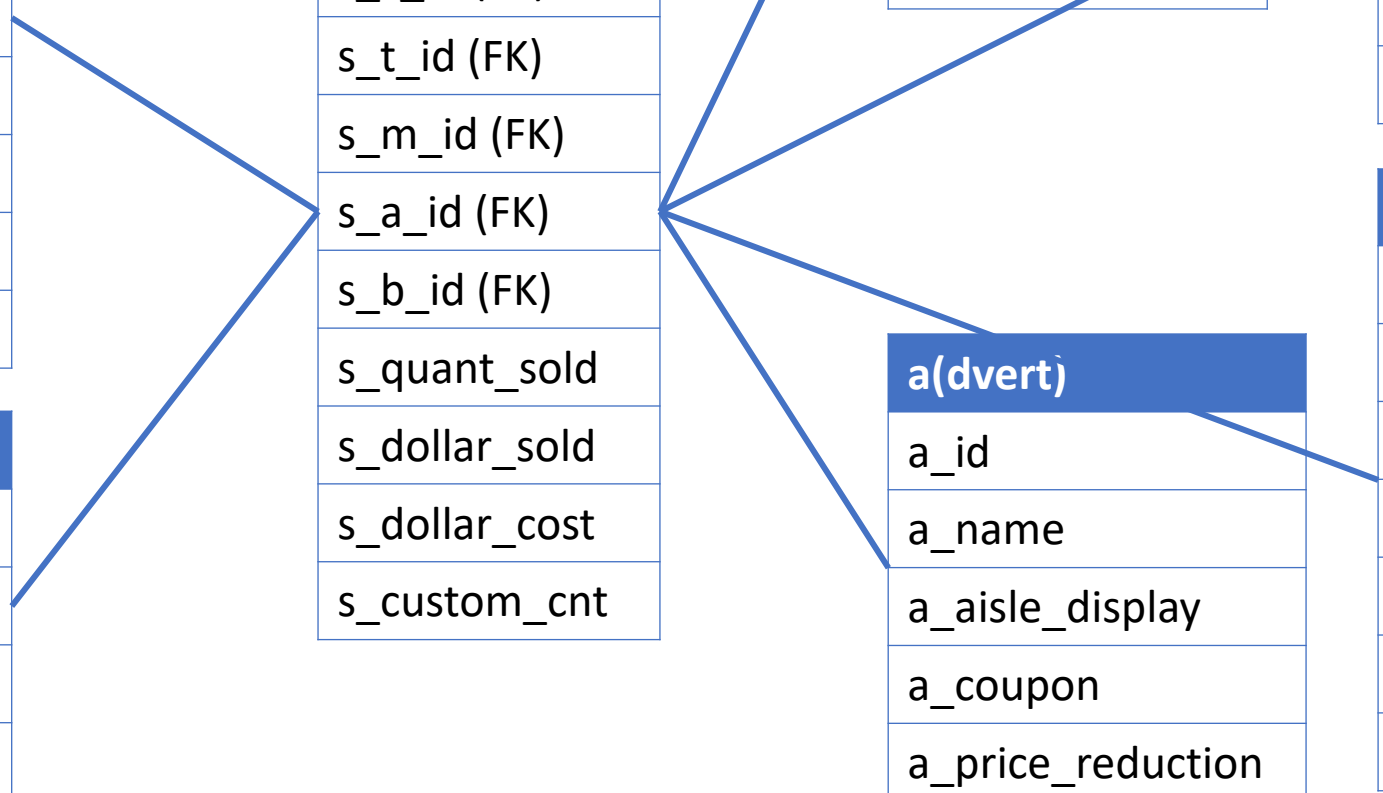 s_t_id (FK)
s_m_id (FK)
s_a_id (FK)
s_b_id (FK)
s_quant_sold
s_dollar_sold
s_dollar_cost
s_custom_cnt
a(dvert)
a_id
a_name
a_aisle_display
a_coupon
a_price_reduction